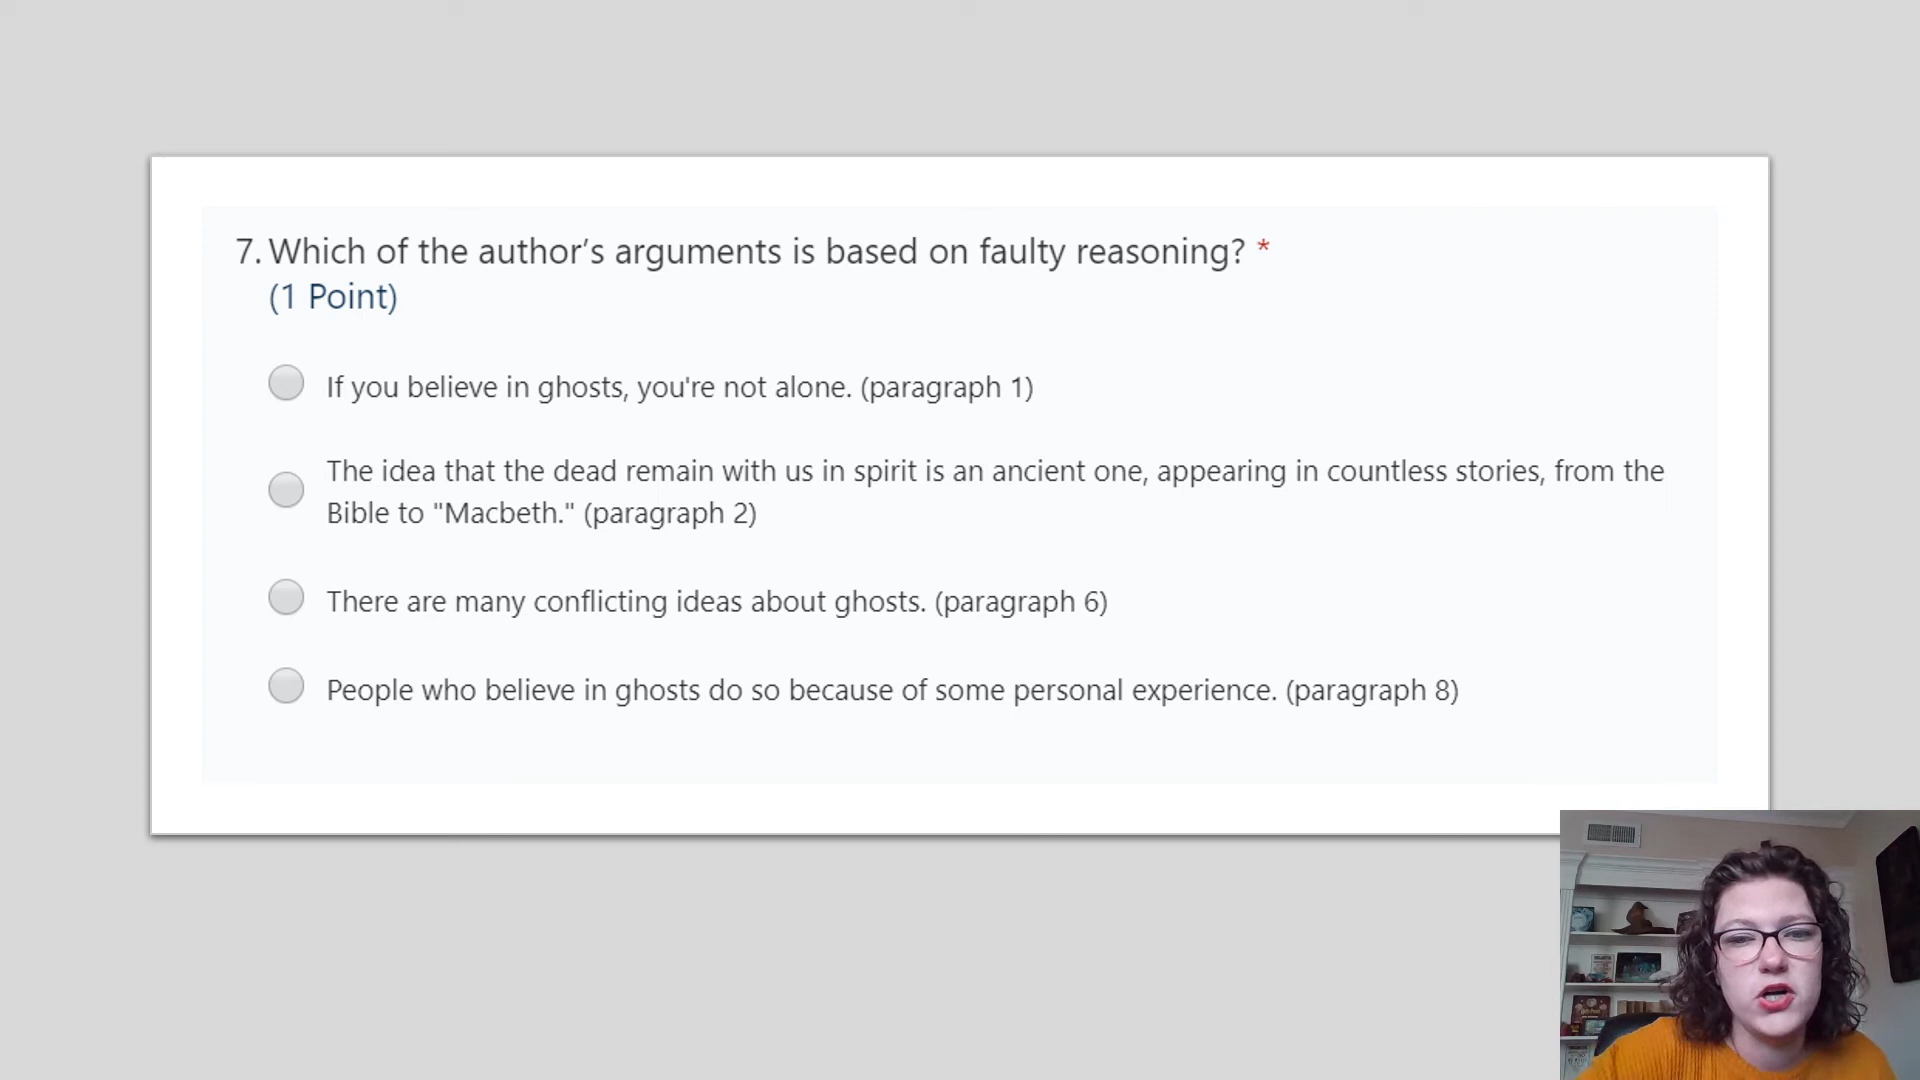 7. Which of the author's arguments is based on faulty reasoning? *
(1 Point)
If you believe in ghosts, you're not alone. (paragraph 1)
The idea that the dead remain with us in spirit is an ancient one, appearing in countless stories, from the
Bible to "Macbeth." (paragraph 2)
There are many conflicting ideas about ghosts. (paragraph 6)
People who believe in ghosts do so because of some personal experience. (paragraph 8)